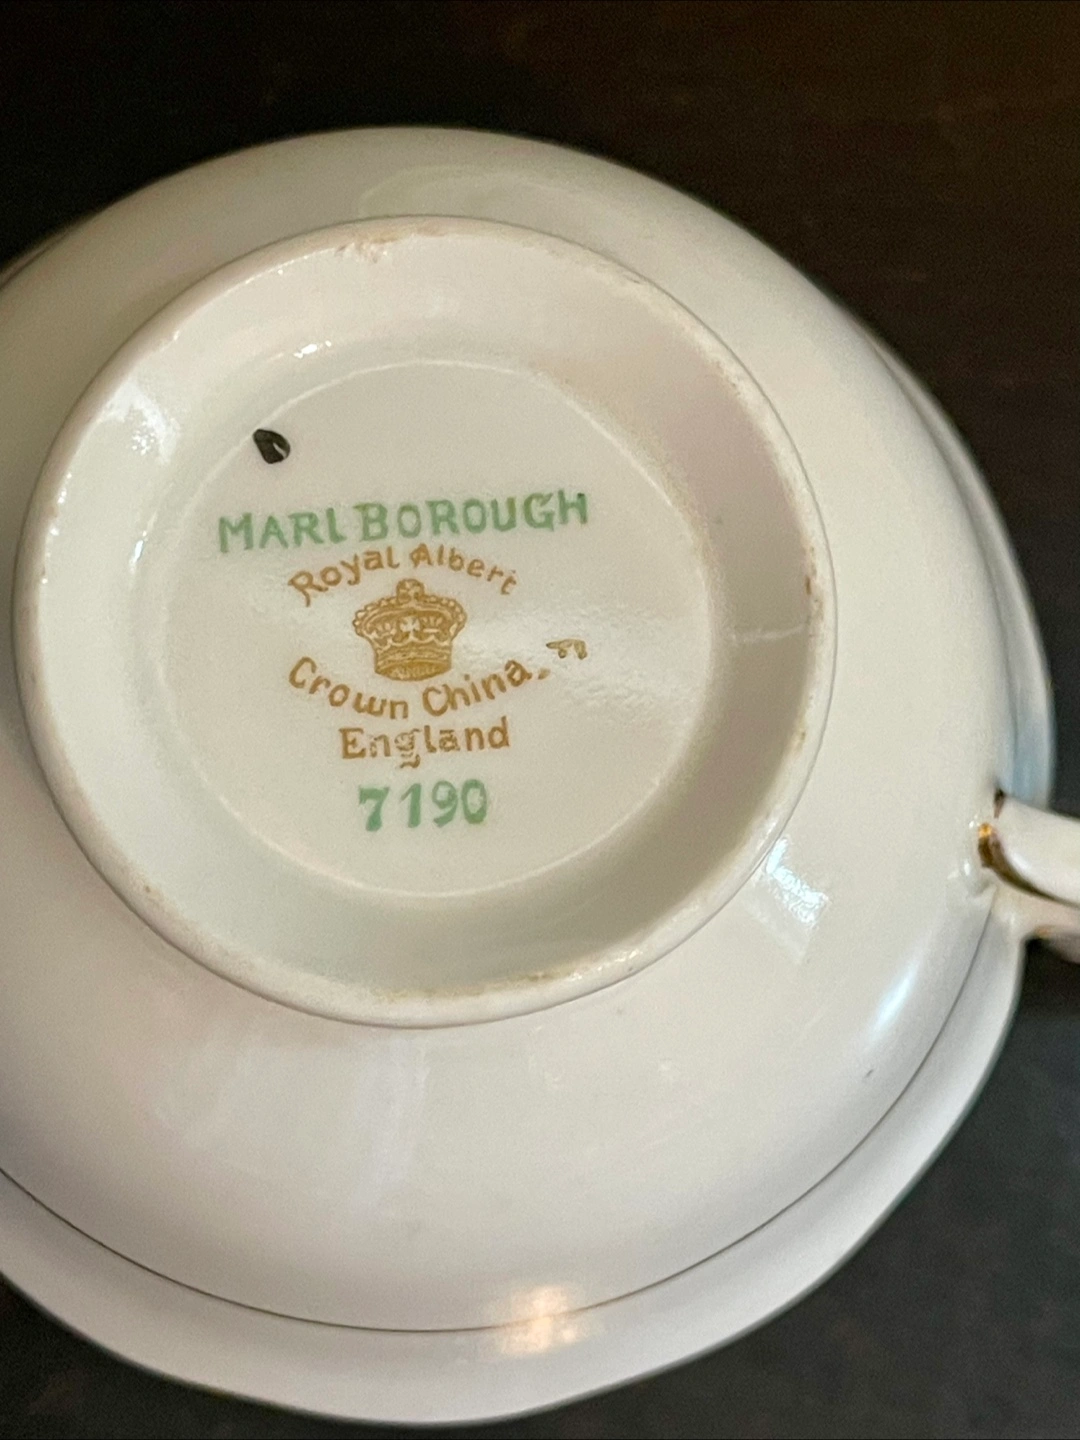 MARLBOROUGH
Royal Albert
Crown China,
England
7190